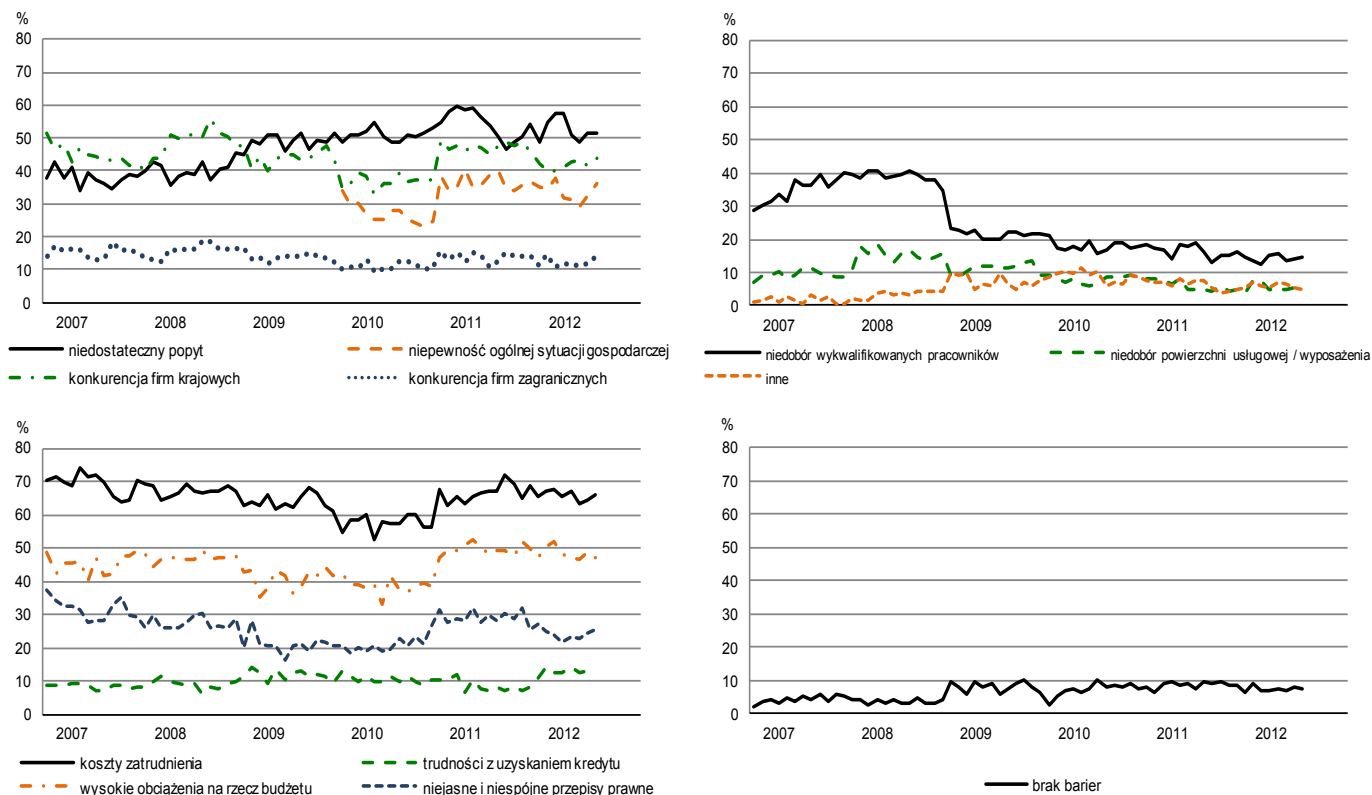 %
80
70
60
50
40
30
20
10
0
2007 2008 2009 2010 2011 2012
niedostateczny popyt
niepewność ogólnej sytuacji gospodarczej
konkurencja firm krajowych
konkurencja firm zagranicznych
%
80
70
60
50
40
30
20
10
0
2007 2008 2009 2010 2011 2012
niedobór wykwalifikowanych pracowników
niedobór powierzchni usługowej / wyposażenia
inne
%
80
70
60
50
40
30
20
10
0
2007 2008 2009 2010 2011 2012
koszty zatrudnienia
trudności z uzyskaniem kredytu
wysokie obciążenia na rzecz budżetu
niejasne i niespójne przepisy prawne
%
80
70
60
50
40
30
20
10
0
2007 2008 2009 2010 2011 2012
brak barier